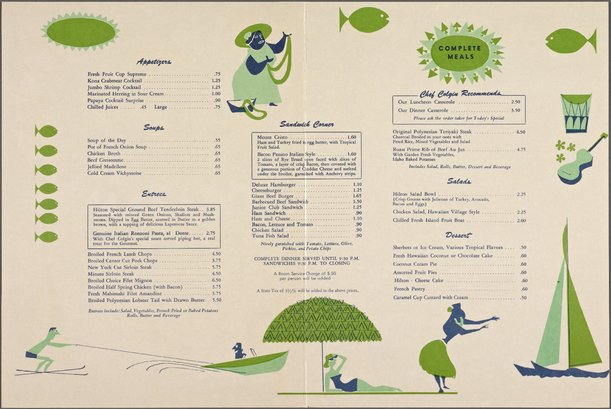 Appetizers
Fresh Fruit Cup Supreme .75
Kona Crabmeat Cocktail 1.25
Jumbo Shrimp Cocktail 1.25
Marinated Herring in Sour Cream 1.00
Papaya Cocktail Surprise .90
Chilled Juices .45 Large .75
Soups
Soup of the Day .55
Pot of French Onion Soup
Chicken Broth
Beef Consomme
Jellied Madrilene
Cold Cream Vichysoise
Entrees
Hilton Special Ground Beef Tenderloin Steak 3.85
Seasoned with minced Green Onions, Shallots and Mush-
rooms. Dipped in Egg Batter, sauteed in Butter to a golden
brown, with a topping of delicious Espernese Sauce.
Genuine Italian Ronzoni Pasta, al Dente 2.75
With Chef Colgin's special sauce served piping hot, a real
treat for the Gourmet.
Broiled French Lamb Chops 4.50
Broiled Center Cut Pork Chops 3.75
New York Cut Sirloin Steak 5.75
Minute Sirloin Steak 4.50
Broiled Choice Filet Mignon 6.50
Broiled Half Spring Chicken (with Bacon) 3.75
Fresh Mahimahi Filet Amandine 3.75
Broiled Polynesian Lobster Tail with Drawn Butter 5.50
Entrees include Salad, Vegetables, French Fried or Baked Potatoes
Rolls, Butter and Beverage
Sandwich Corner
Monte Cristo 1.60
Ham and Turkey fried in egg batter, with Tropical
Fruit Salad.
Bacon Potato Italian Style 1.60
2 slices of Rye Bread open faced with slices of
Tomato, a layer of crisp Bacon, then covered with
a generous portion of Cheddar Cheese and melted
under the broiler, garnished with Anchovy strips.
Deluxe Hamburger 1.10
Cheeseburger 1.25
Giant Beef Burger 1.65
Barbecued Beef Sandwich 1.50
Junior Club Sandwich 1.25
Ham Sandwich .90
Ham and Cheese 1.10
Bacon, Lettuce and Tomato
Chicken Salad .90
Tuna Fish Salad .90
Nicely garnished with Tomato, Lettuce, Olive,
Pickles, and Potato Chips
COMPLETE DINNER SERVED UNTIL 9:30 P.M.
SANDWICHES 9:30 P.M. TO CLOSING
A Room Service Charge of $.50
per person will be added
A State Tax of 3½% will be added to the above prices.
COMPLETE
MEALS
Chef Colgin Recommends
Our Luncheon Casserole 2.50
Our Dinner Casserole 3.50
Please ask the order taker for Today's Special
Original Polynesian Teriyaki Steak 4.50
Charcoal Broiled to your taste with
Fried Rice, Mixed Vegetables and Salad
Roast Prime Rib of Beef Au Jus 4.75
With Garden Fresh Vegetables,
Idaho Baked Potatoes
Includes Salad, Rolls, Butter, Dessert and Beverage
Salads
Hilton Salad Bowl 2.25
(Crisp Greens with Julienne of Turkey, Avocado,
Bacon and Eggs)
Chicken Salad, Hawaiian Village Style 2.25
Chilled Fresh Island Fruit Boat 2.00
Dessert
Sherbets or Ice Cream, Various Tropical Flavors .50
Fresh Hawaiian Coconut or Chocolate Cake .60
Coconut Cream Pie .60
Assorted Fruit Pies .60
Hilton - Cheese Cake .60
French Pastry .60
Caramel Cup Custard with Cream .50